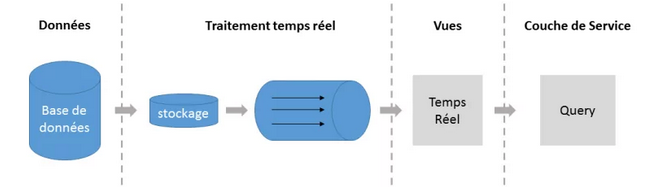 Données
Traitement temps réel
Vues
Couche de Service
Base de
données
stockage
Temps
Réel
Query